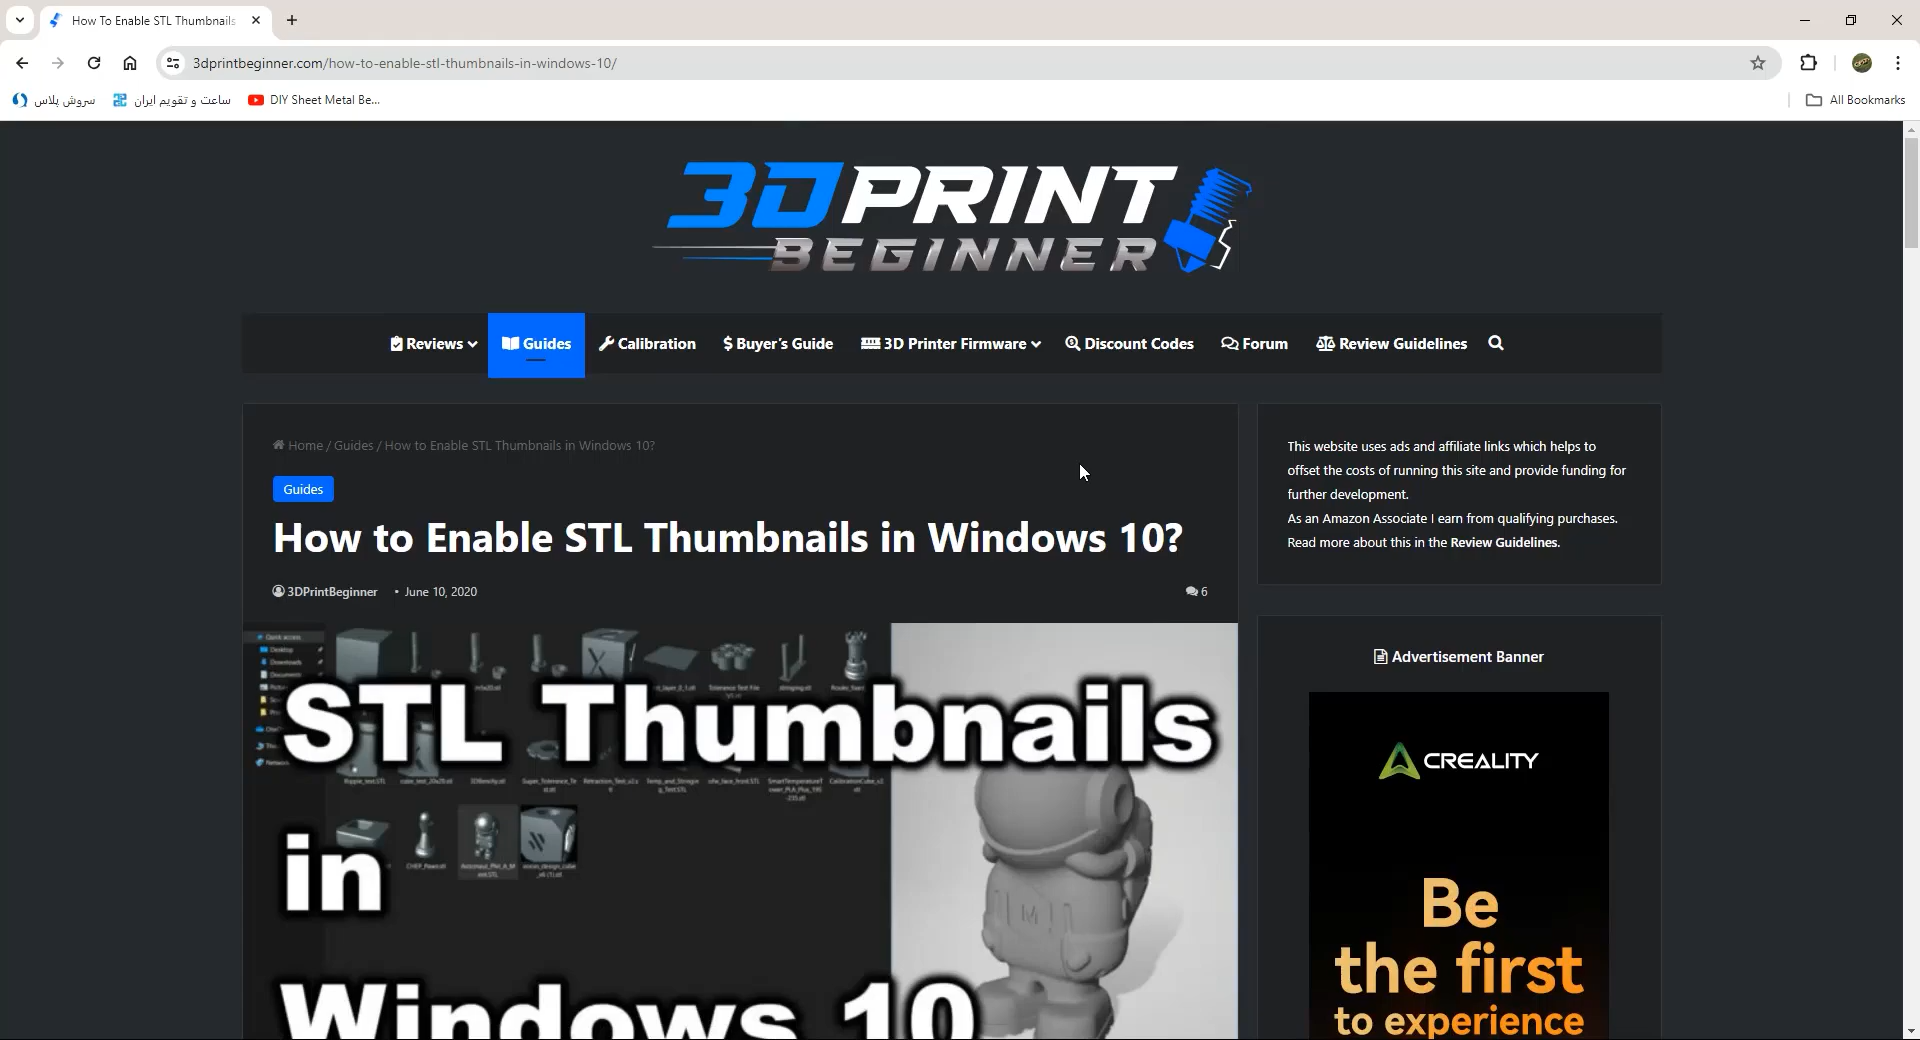 How To Enable STL Thumbnails
3dprintbeginner.com/how-to-enable-stl-thumbnails-in-windows-10/
سروش پلاس
ساعت و تقویم ایران
DIY Sheet Metal Be...
All Bookmarks
3DPRINT
BEGINNER
Reviews
Guides
Calibration
$ Buyer's Guide
3D Printer Firmware
Discount Codes
Forum
Review Guidelines
Home / Guides / How to Enable STL Thumbnails in Windows 10?
Guides
How to Enable STL Thumbnails in Windows 10?
3DPrintBeginner • June 10, 2020
6
Quick access
Desktop
Downloads
Documents
STL Thumbnails
in
Windows 10
This website uses ads and affiliate links which helps to
offset the costs of running this site and provide funding for
further development.
As an Amazon Associate I earn from qualifying purchases.
Read more about this in the Review Guidelines.
Advertisement Banner
CREALITY
Be
the first
to experience